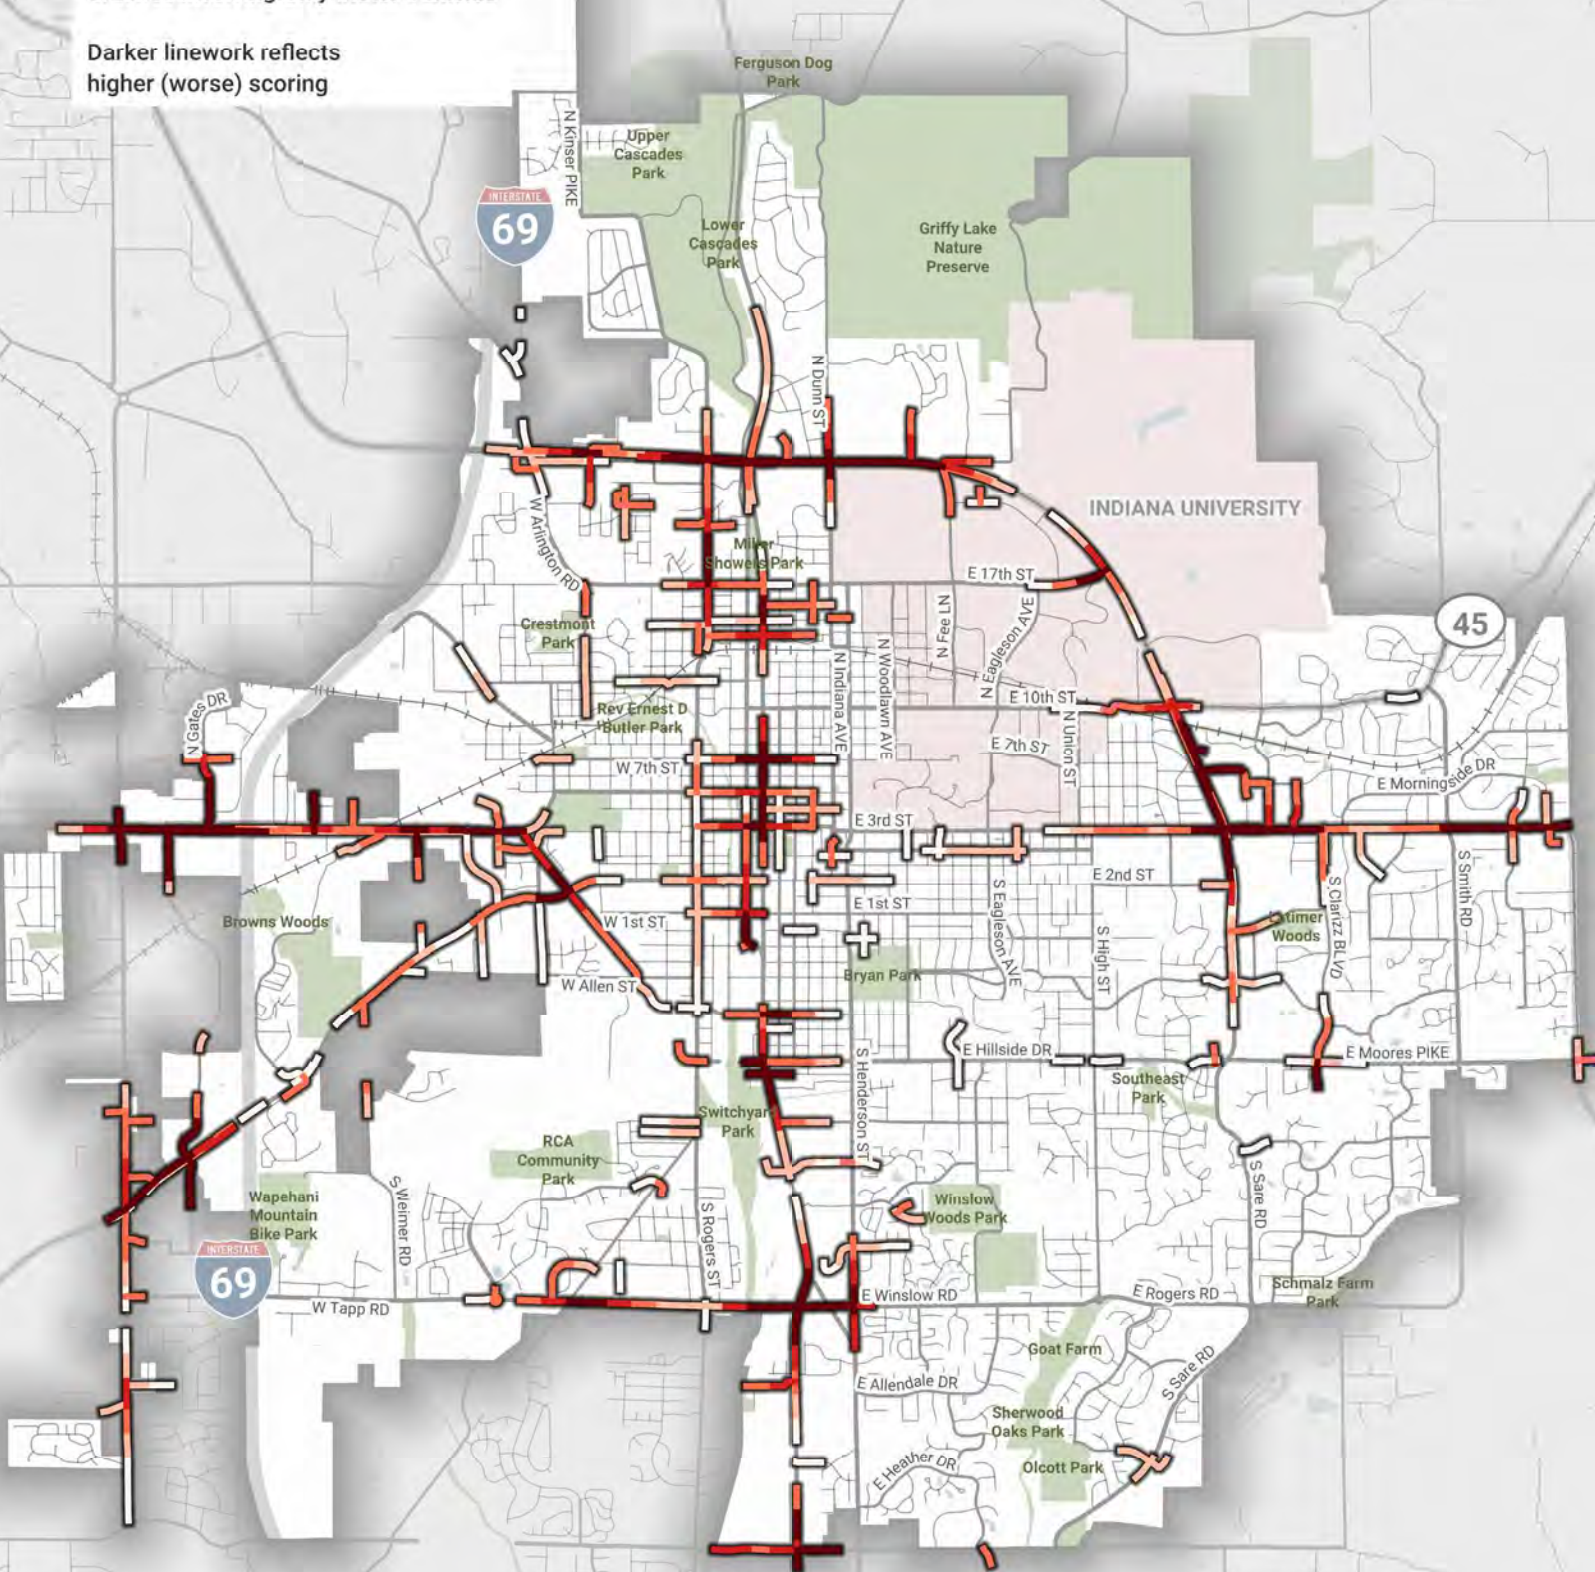 Darker linework reflects
higher (worse) scoring
Ferguson Dog
Park
N Kinser PIKE
Upper
Cascades
Park
INTERSTATE
69
Lower
Cascades
Park
Griffy Lake
Nature
Preserve
N Dunn ST
INDIANA UNIVERSITY
W Arlington RD
Miller
Showers Park
E 17th ST
N Fee LN
N Eagleson AVE
Crestmont
Park
45
N Indiana AVE
N Woodlawn AVE
N Gates DR
E 10th ST
N Union ST
Rev Ernest D
Butler Park
E 7th ST
W 7th ST
E Morningside DR
E 3rd ST
E 2nd ST
S Smith RD
S Clarizz BLVD
S Eagleson AVE
E 1st ST
Browns Woods
W 1st ST
Latimer
Woods
S High ST
Bryan Park
W Allen ST
E Hillside DR
E Moores PIKE
S Henderson ST
Southeast
Park
Switchyard
Park
RCA
Community
Park
S Sare RD
S Weimer RD
Wapehani
Mountain
Bike Park
Winslow
Woods Park
S Rogers ST
INTERSTATE
69
W Tapp RD
E Winslow RD
E Rogers RD
Schmalz Farm
Park
Goat Farm
S Sare RD
E Allendale DR
Sherwood
Oaks Park
E Heather DR
Olcott Park